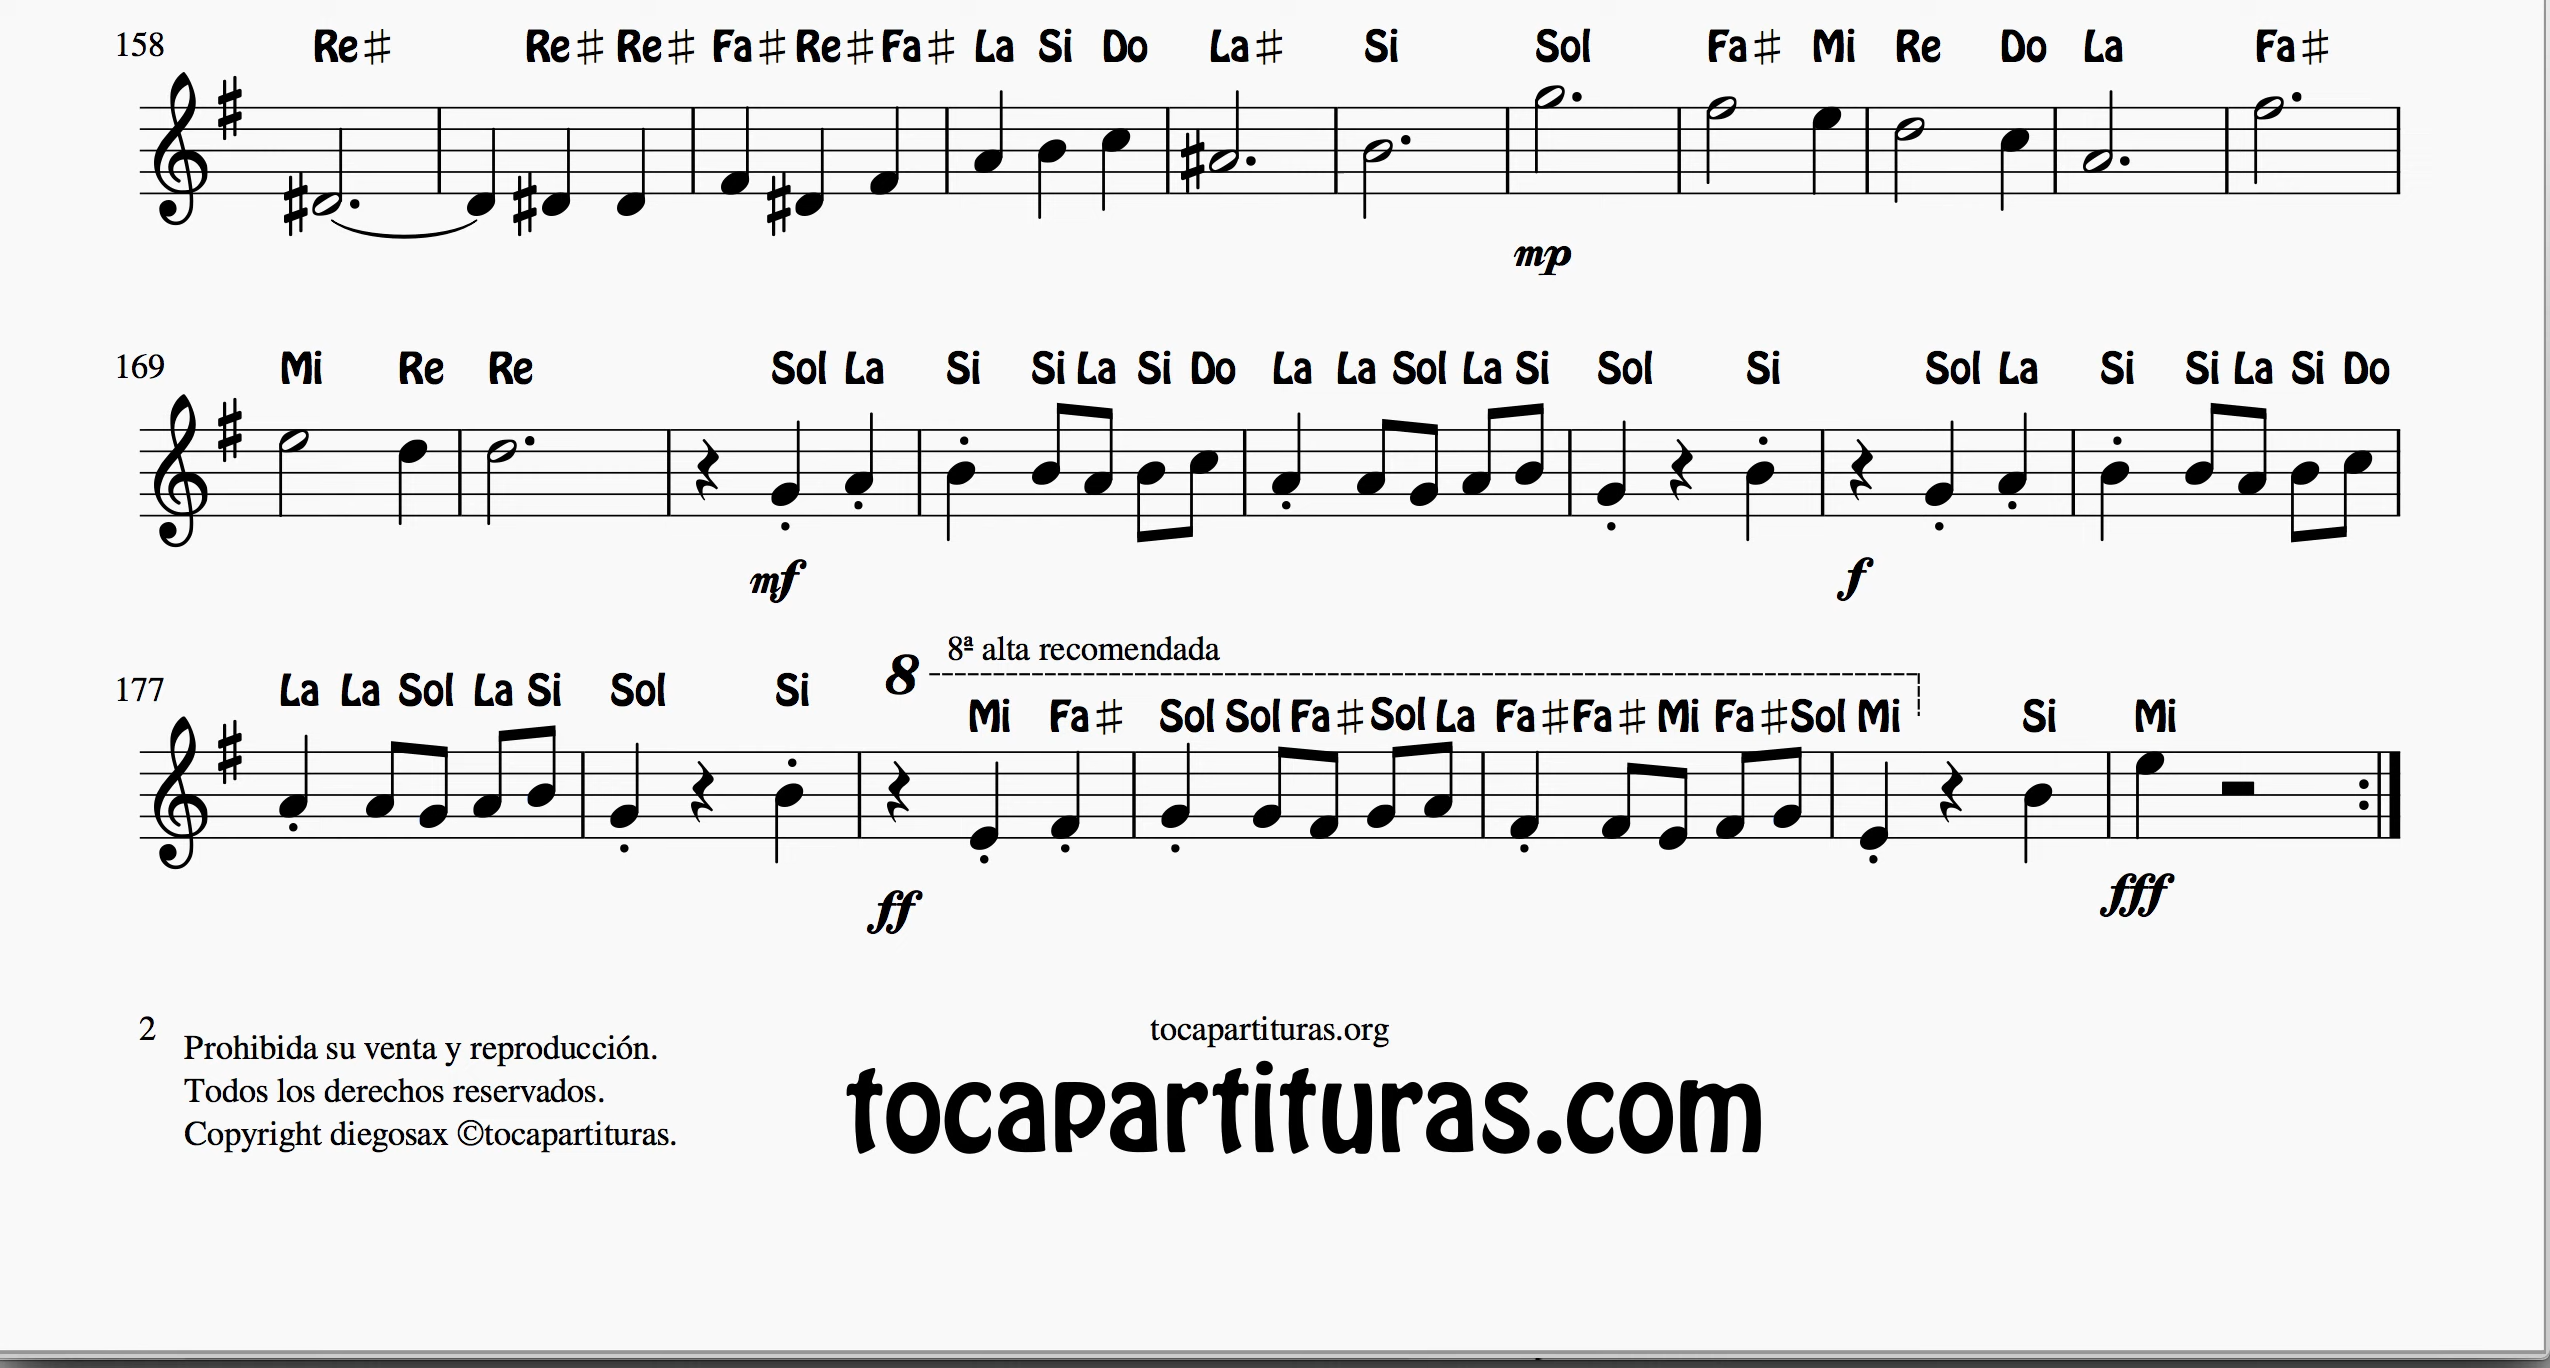 158 Re♯ Re♯ Re♯ Fa♯ Re♯ Fa♯ La Si Do La♯ Si Sol Fa♯ Mi Re Do La Fa♯
mp
169 Mi Re Re Sol La Si Si La Si Do La La Sol La Si Sol Si Sol La Si Si La Si Do
mf f
8 8ª alta recomendada
177 La La Sol La Si Sol Si Mi Fa♯ Sol Sol Fa♯ Sol La Fa♯ Fa♯ Mi Fa♯ Sol Mi Si Mi
ff fff
2
Prohibida su venta y reproducción.
Todos los derechos reservados.
Copyright diegosax ©tocapartituras.
tocapartituras.org
tocapartituras.com